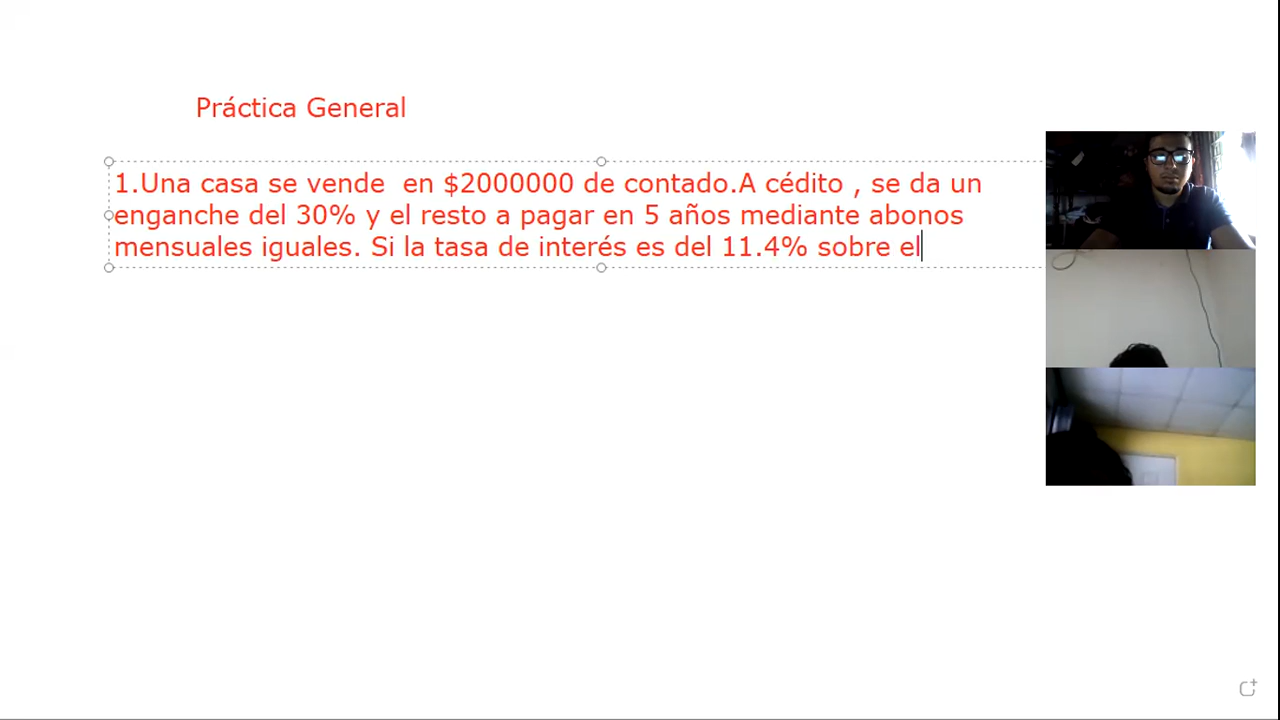 Práctica General
1.Una casa se vende  en $2000000 de contado.A cédito , se da un
enganche del 30% y el resto a pagar en 5 años mediante abonos
mensuales iguales. Si la tasa de interés es del 11.4% sobre el